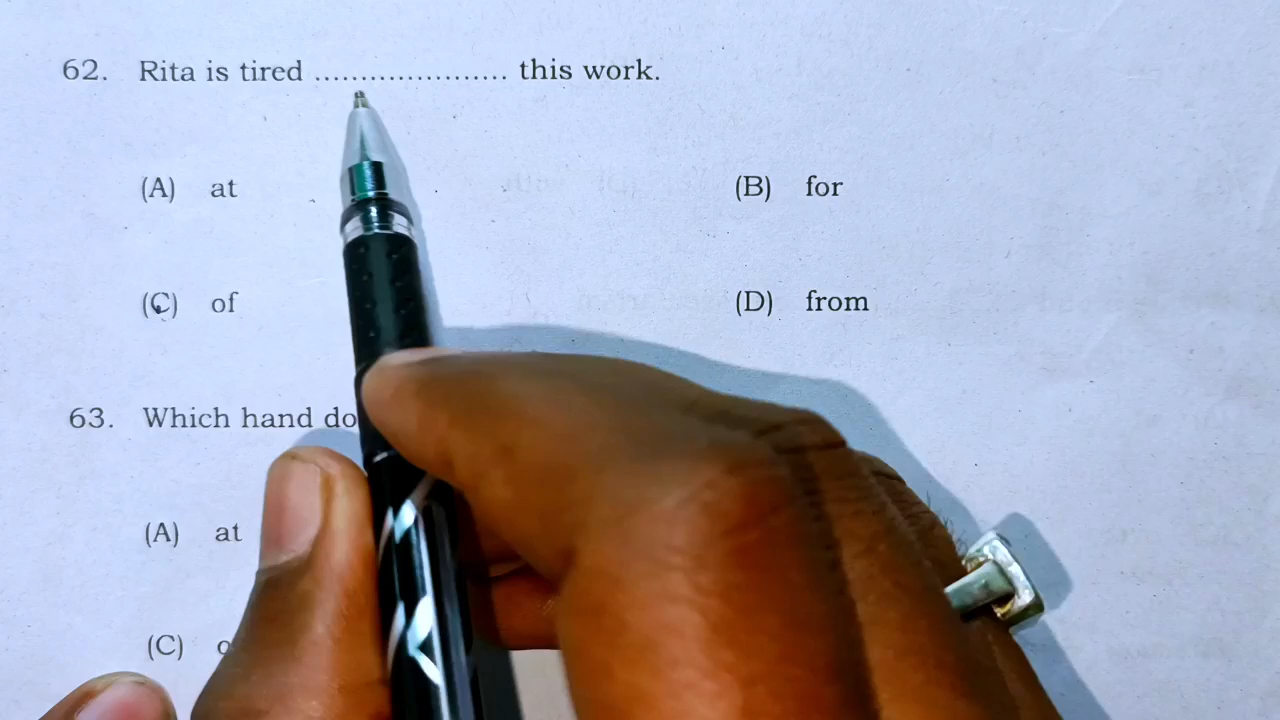 62. Rita is tired ..................... this work.
(A) at (B) for
(C) of (D) from
63. Which hand do
(A) at
(C)